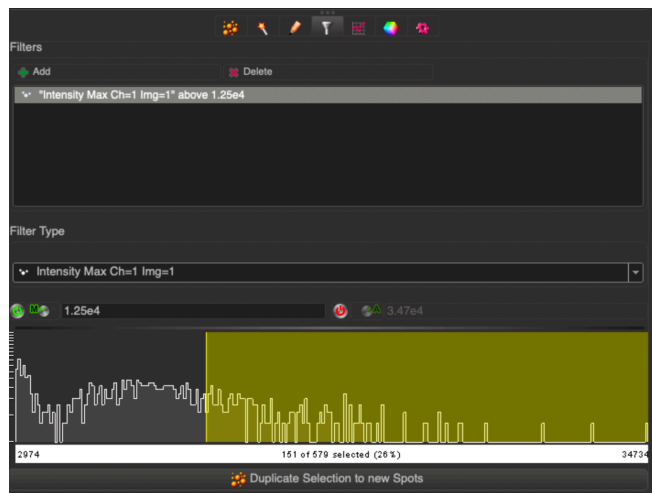 Filters
Add Delete
"Intensity Max Ch=1 Img=1" above 1.25e4
Filter Type
Intensity Max Ch=1 Img=1
M 1.25e4 A 3.47e4
2974 151 of 579 selected (26%) 34734
Duplicate Selection to new Spots